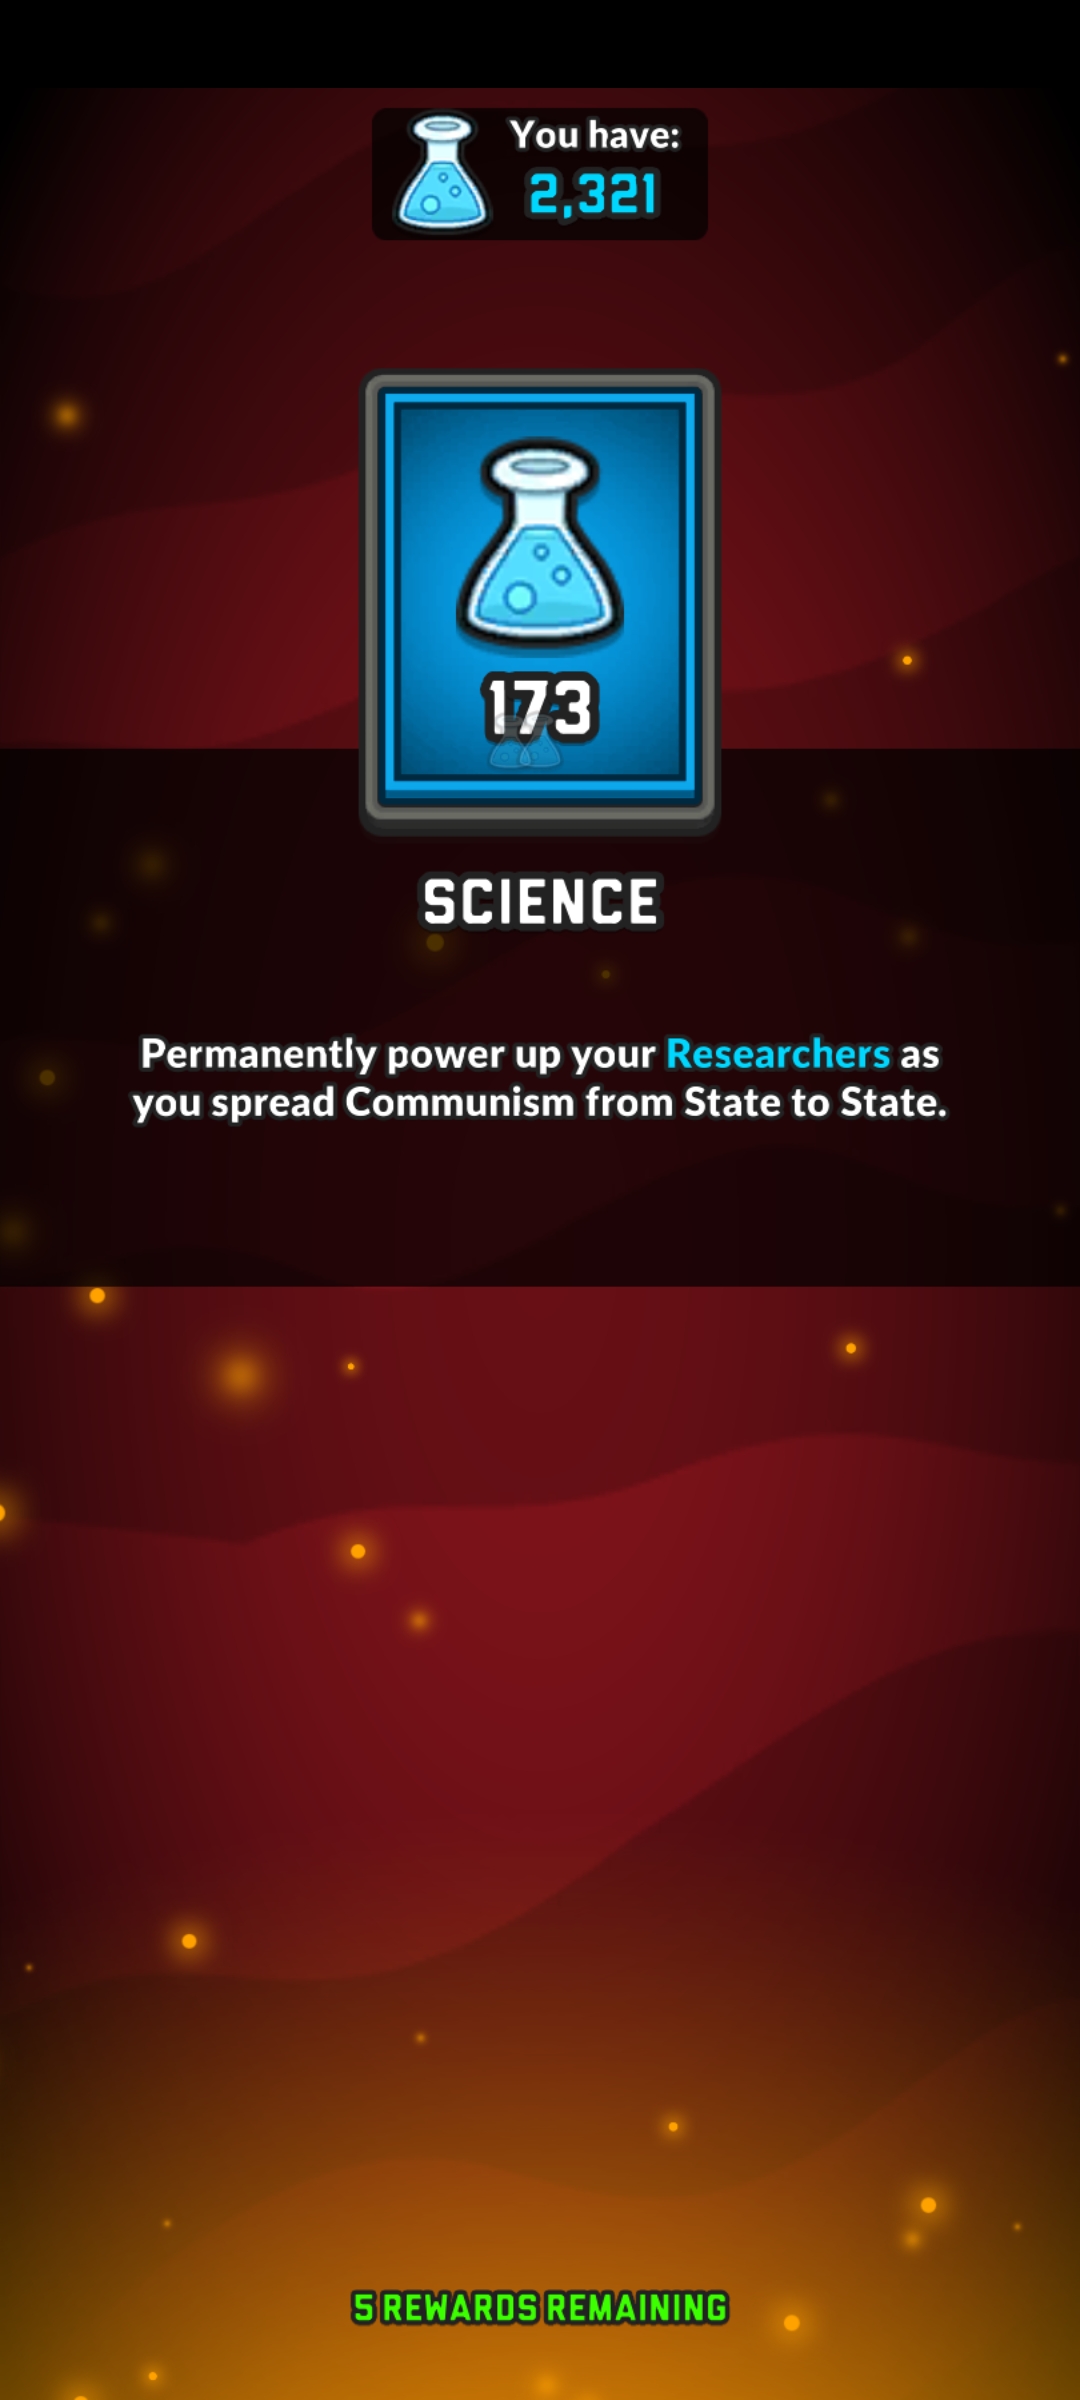 You have:
2,321
173
SCIENCE
Permanently power up your Researchers as
you spread Communism from State to State.
5 REWARDS REMAINING